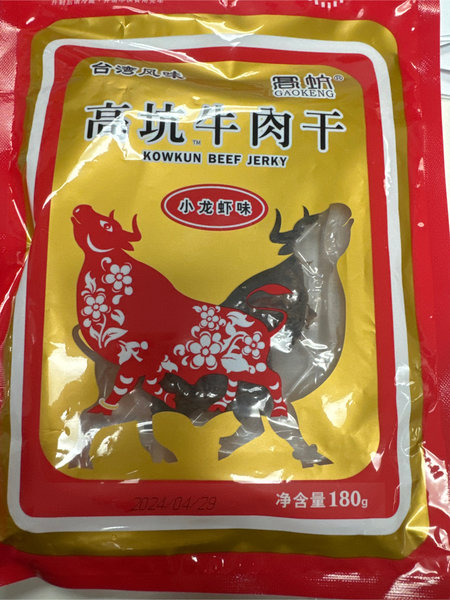 台湾风味
高坑®
GAOKENG
高坑牛肉干
™
KOWKUN BEEF JERKY
小龙虾味
2024/04/29
净含量180g